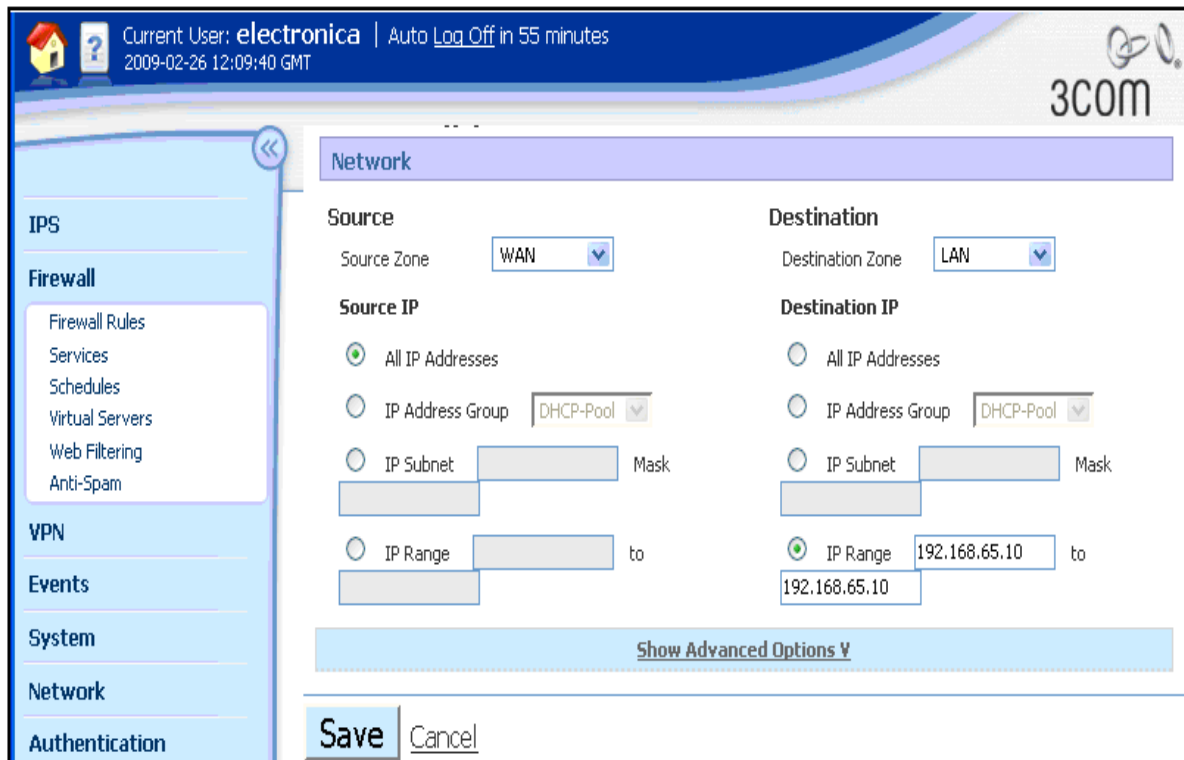 Current User: electronica | Auto Log Off in 55 minutes
2009-02-26 12:09:40 GMT
3COM
IPS
Firewall
Firewall Rules
Services
Schedules
Virtual Servers
Web Filtering
Anti-Spam
VPN
Events
System
Network
Authentication
Network
Source
Source Zone WAN
Source IP
All IP Addresses
IP Address Group DHCP-Pool
IP Subnet Mask
IP Range to
Destination
Destination Zone LAN
Destination IP
All IP Addresses
IP Address Group DHCP-Pool
IP Subnet Mask
IP Range 192.168.65.10 to
192.168.65.10
Show Advanced Options V
Save Cancel